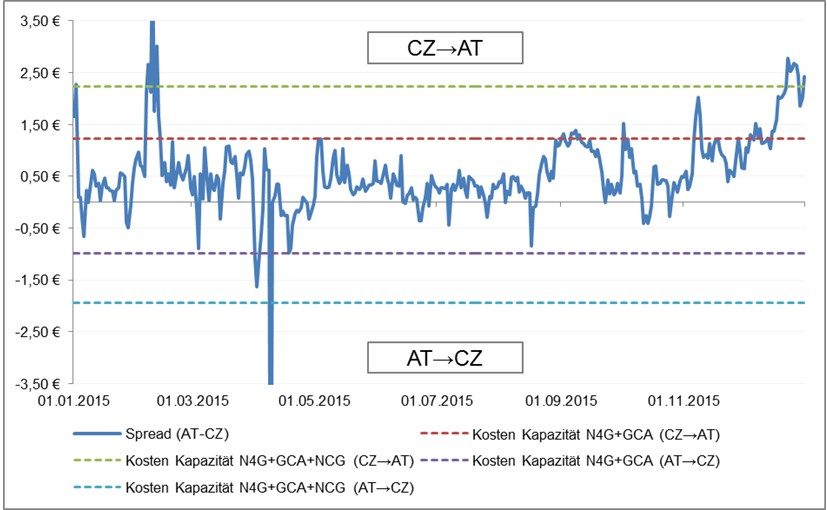 3,50 €
CZ→AT
2,50 €
1,50 €
0,50 €
-0,50 €
-1,50 €
-2,50 €
AT→CZ
-3,50 €
01.01.2015 01.03.2015 01.05.2015 01.07.2015 01.09.2015 01.11.2015
Spread (AT-CZ) Kosten Kapazität N4G+GCA (CZ→AT)
Kosten Kapazität N4G+GCA+NCG (CZ→AT) Kosten Kapazität N4G+GCA (AT→CZ)
Kosten Kapazität N4G+GCA+NCG (AT→CZ)